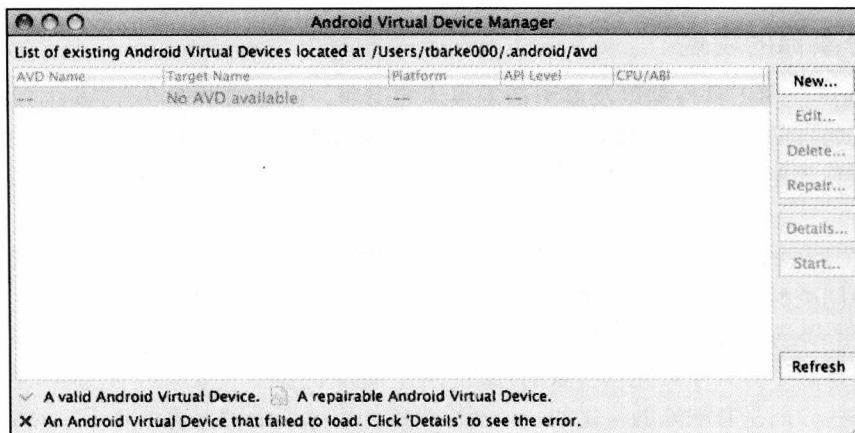 Android Virtual Device Manager
List of existing Android Virtual Devices located at /Users/tbarke000/.android/avd
AVD Name Target Name Platform API Level CPU/ABI
-- No AVD available -- --
New...
Edit...
Delete...
Repair...
Details...
Start...
Refresh
A valid Android Virtual Device. A repairable Android Virtual Device.
X An Android Virtual Device that failed to load. Click 'Details' to see the error.